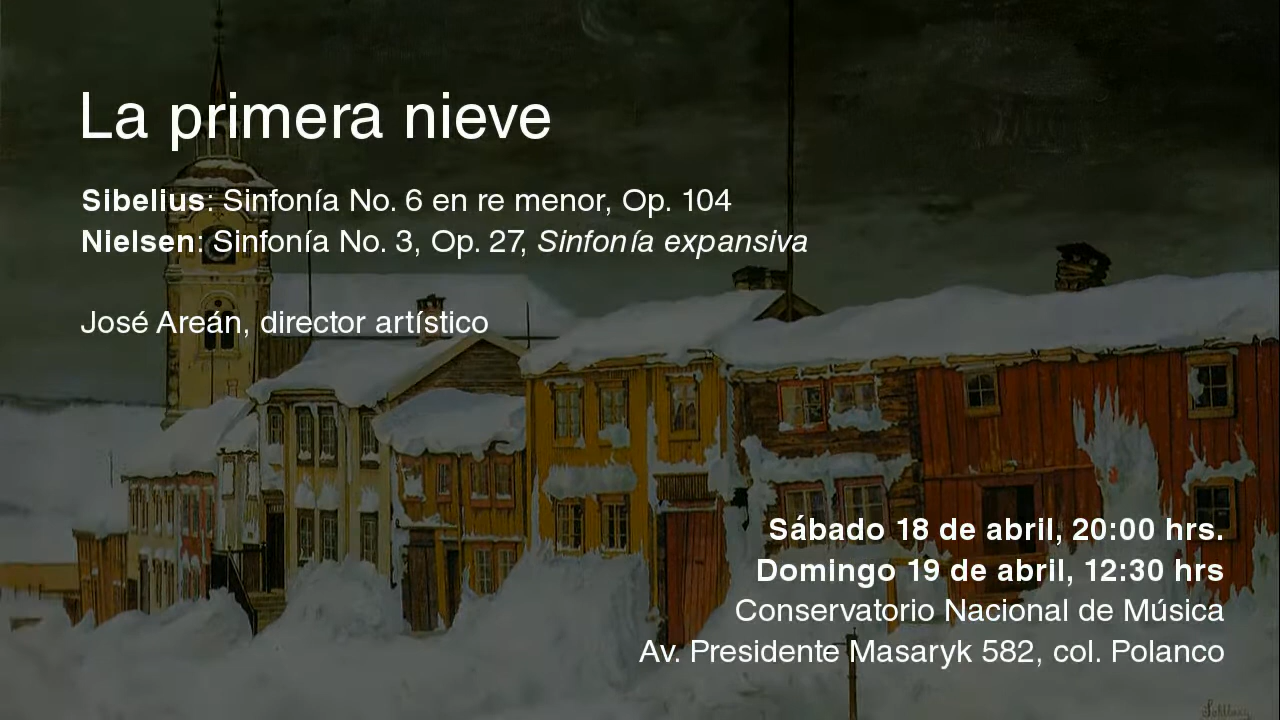 La primera nieve
Sibelius: Sinfonía No. 6 en re menor, Op. 104
Nielsen: Sinfonía No. 3, Op. 27, Sinfonía expansiva
José Areán, director artístico
Sábado 18 de abril, 20:00 hrs.
Domingo 19 de abril, 12:30 hrs
Conservatorio Nacional de Música
Av. Presidente Masaryk 582, col. Polanco